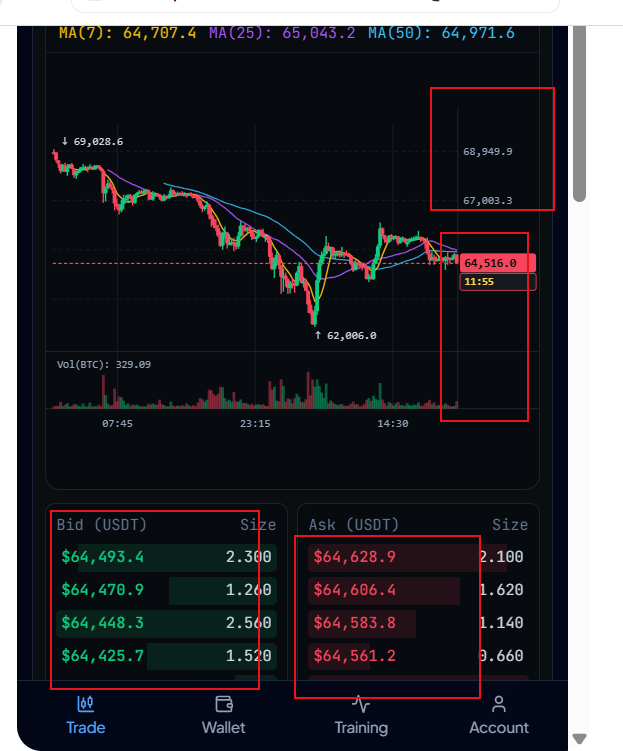 MA(7): 64,707.4 MA(25): 65,043.2 MA(50): 64,971.6
↓ 69,028.6
68,949.9
67,003.3
64,516.0
11:55
↑ 62,006.0
Vol(BTC): 329.09
07:45 23:15 14:30
Bid (USDT) Size Ask (USDT) Size
$64,493.4 2.300 $64,628.9 2.100
$64,470.9 1.260 $64,606.4 1.620
$64,448.3 2.560 $64,583.8 1.140
$64,425.7 1.520 $64,561.2 0.660
Trade Wallet Training Account